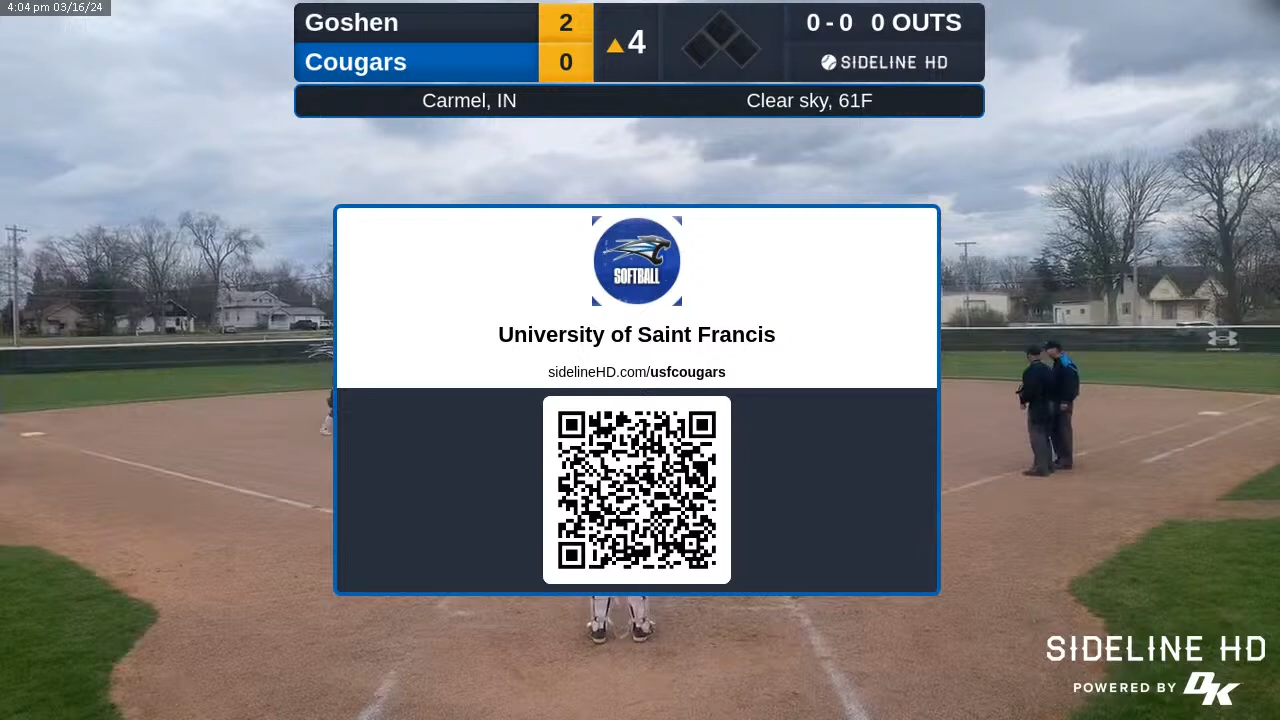 4:04 pm 03/16/24
Goshen 2
Cougars 0
▲4
0 - 0 0 OUTS
SIDELINE HD
Carmel, IN Clear sky, 61F
SOFTBALL
University of Saint Francis
sidelineHD.com/usfcougars
SIDELINE HD
POWERED BY DK